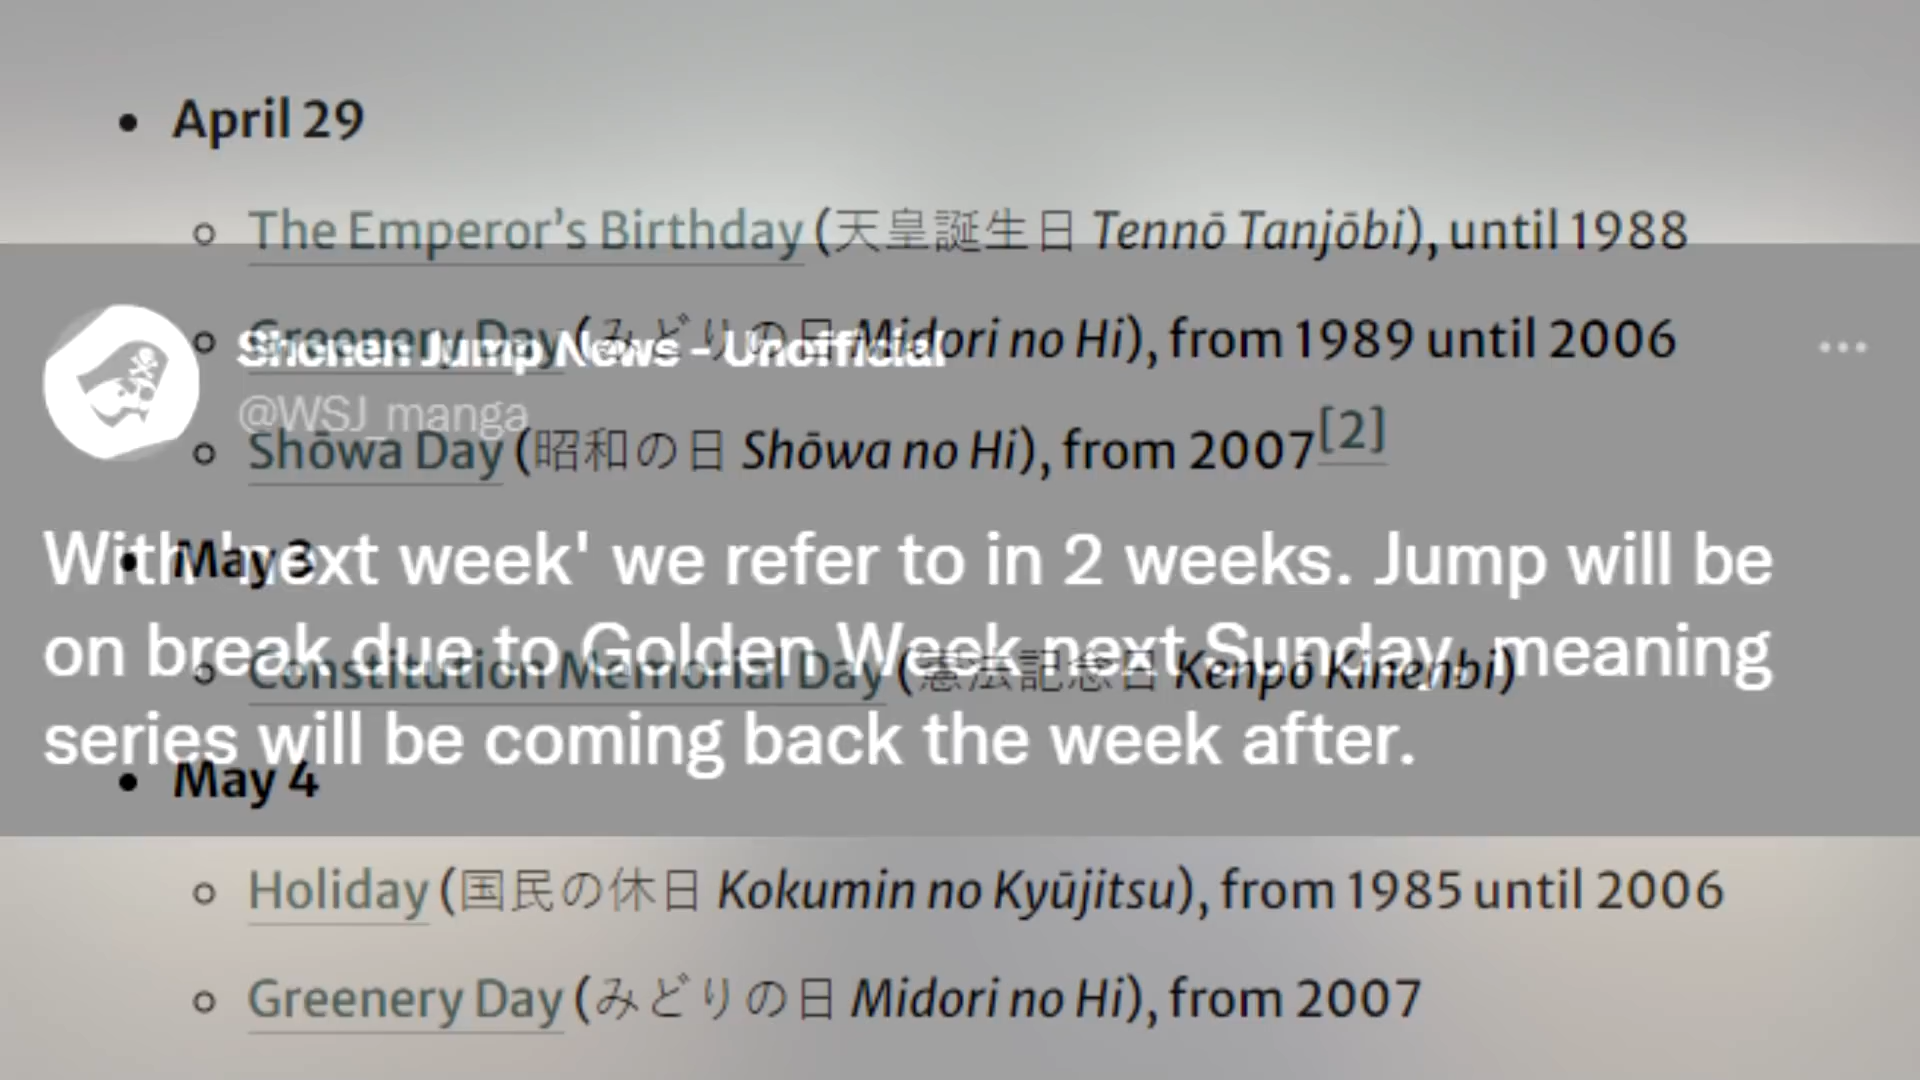 April 29
The Emperor's Birthday (天皇誕生日 Tennō Tanjōbi), until 1988
Greenery Day (みどりの日 Midori no Hi), from 1989 until 2006
Shonen Jump News - Unofficial
@WSJ_manga
Shōwa Day (昭和の日 Shōwa no Hi), from 2007[2]
May 3
With 'next week' we refer to in 2 weeks. Jump will be
on break due to Golden Week next Sunday, meaning
series will be coming back the week after.
Constitution Memorial Day (憲法記念日 Kenpō Kinenbi)
May 4
Holiday (国民の休日 Kokumin no Kyūjitsu), from 1985 until 2006
Greenery Day (みどりの日 Midori no Hi), from 2007